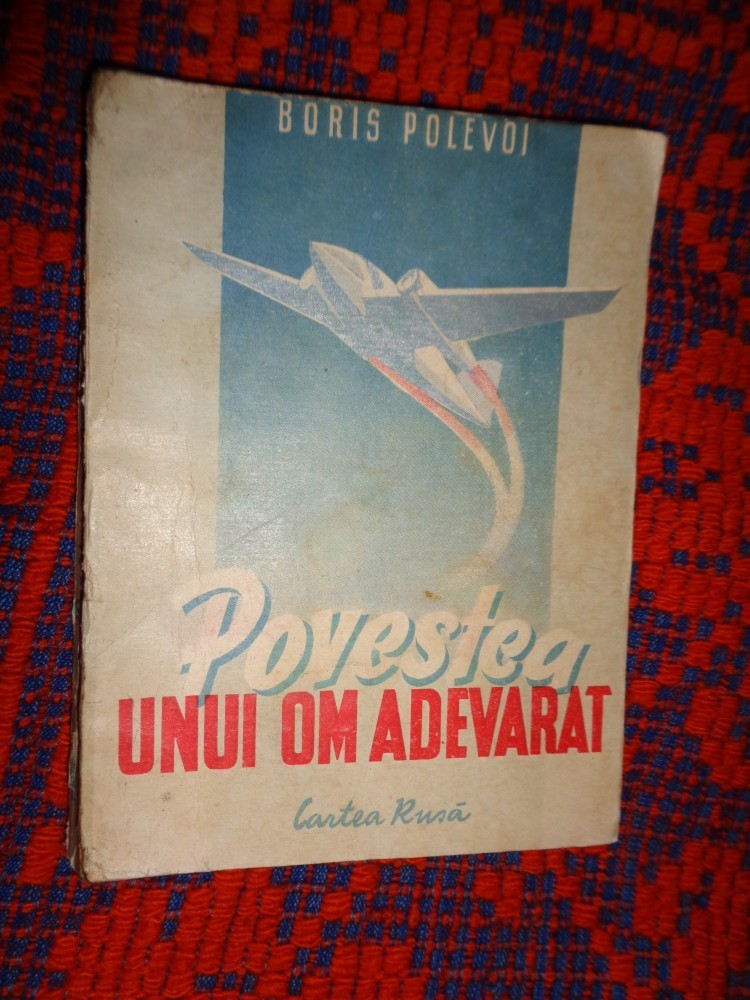 BORIS POLEVOI
Povestea
UNUI OM ADEVARAT
Cartea Rusă